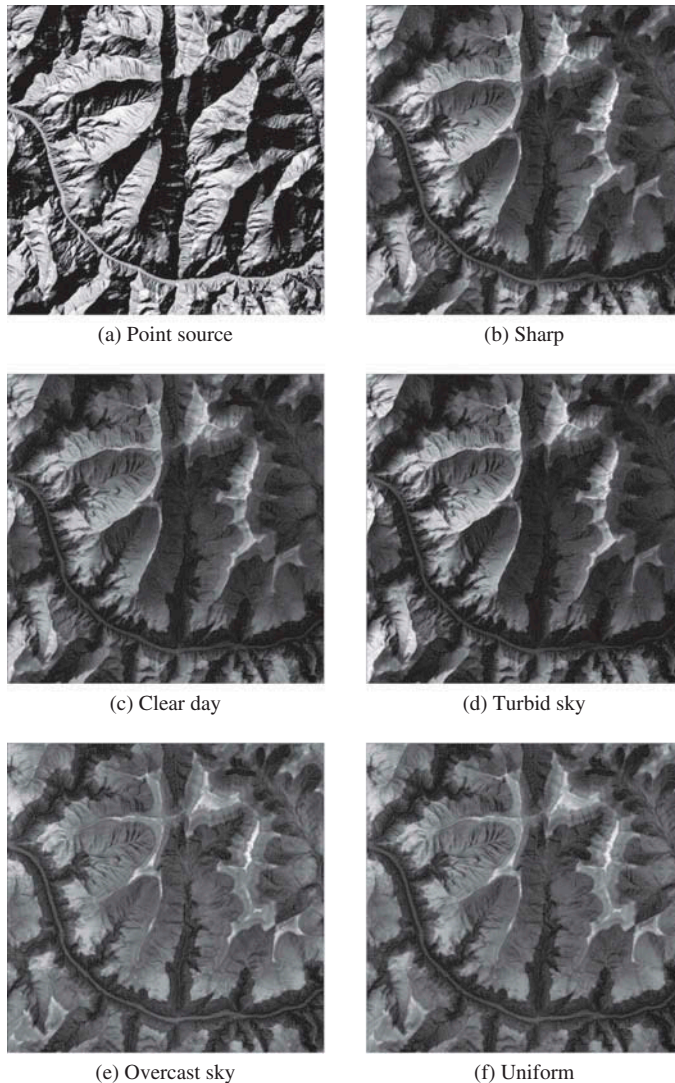 (a) Point source
(b) Sharp
(c) Clear day
(d) Turbid sky
(e) Overcast sky
(f) Uniform